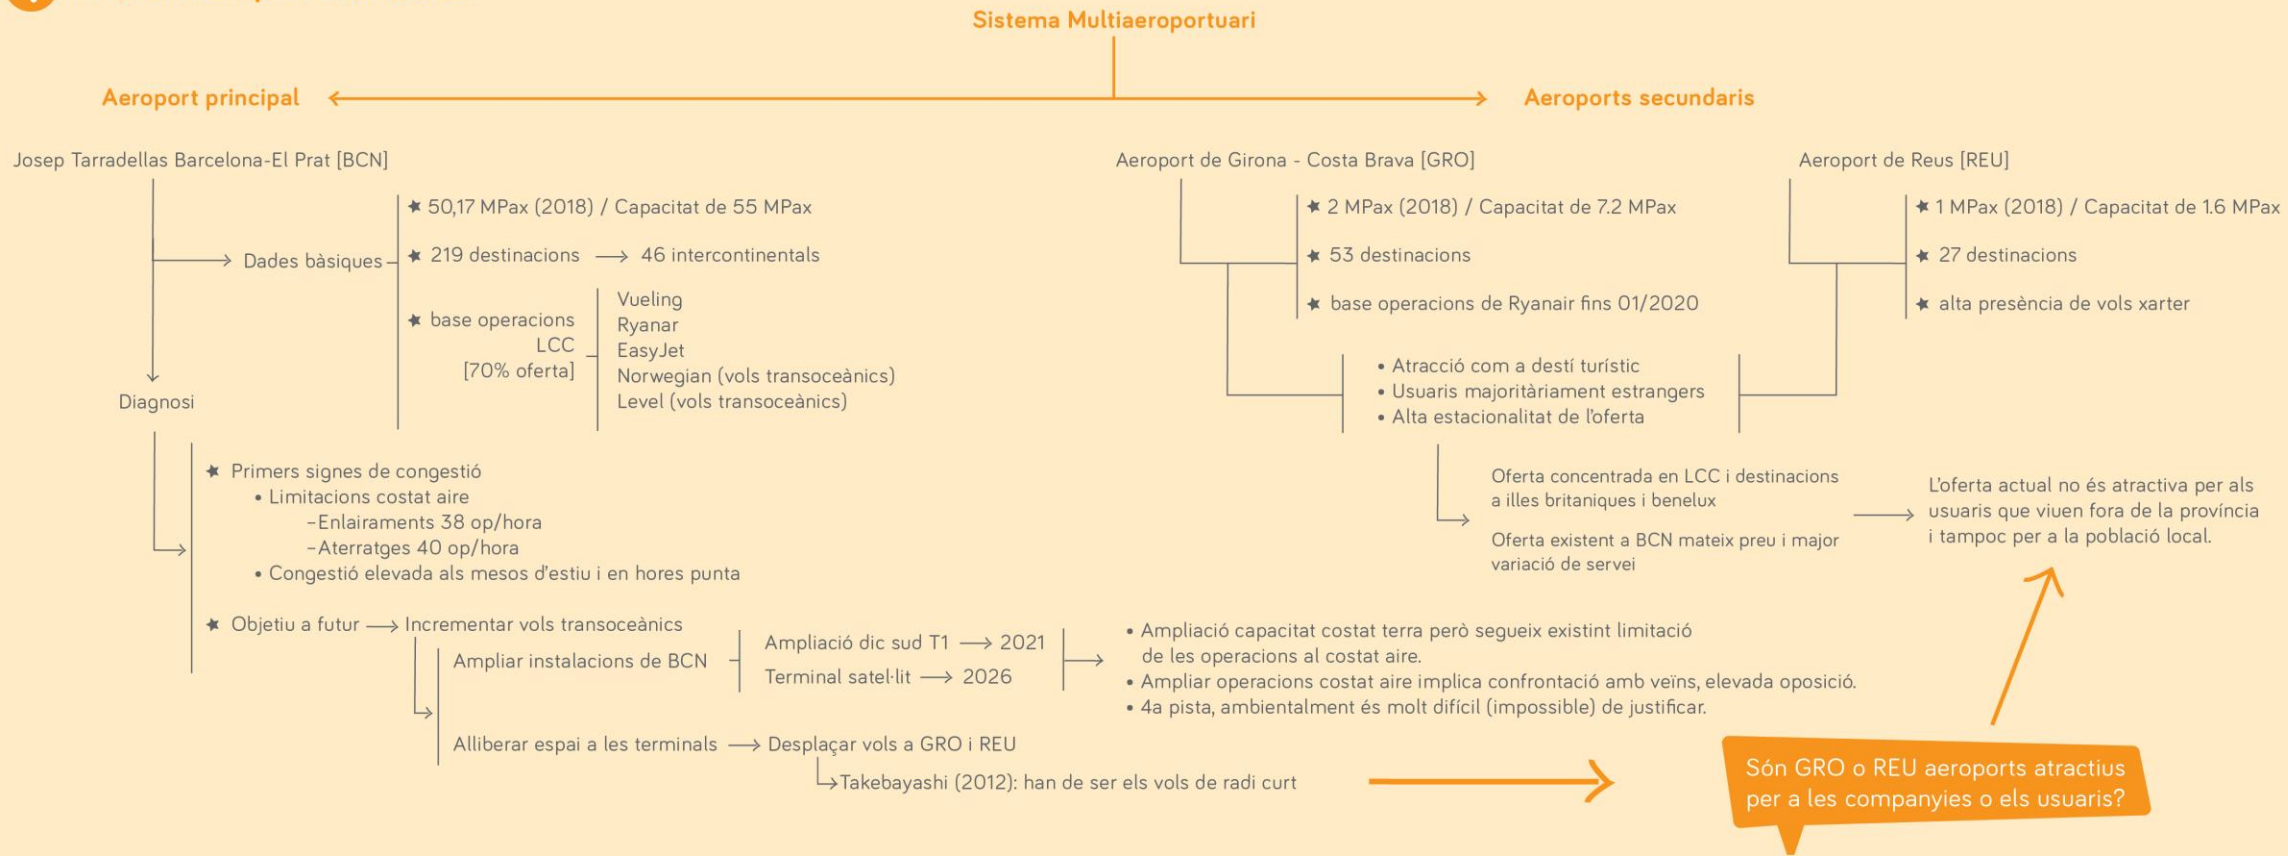 Sistema Multiaeroportuari
Aeroport principal
Aeroports secundaris
Josep Tarradellas Barcelona-El Prat [BCN]
Dades bàsiques
50,17 MPax (2018) / Capacitat de 55 MPax
219 destinacions → 46 intercontinentals
base operacions
LCC
[70% oferta]
Vueling
Ryanar
EasyJet
Norwegian (vols transoceànics)
Level (vols transoceànics)
Diagnosi
Primers signes de congestió
• Limitacions costat aire
-Enlairaments 38 op/hora
-Aterratges 40 op/hora
• Congestió elevada als mesos d'estiu i en hores punta
Objetiu a futur → Incrementar vols transoceànics
Ampliar instalacions de BCN
Ampliació dic sud T1 → 2021
Terminal satel·lit → 2026
• Ampliació capacitat costat terra però segueix existint limitació
de les operacions al costat aire.
• Ampliar operacions costat aire implica confrontació amb veïns, elevada oposició.
• 4a pista, ambientalment és molt difícil (impossible) de justificar.
Alliberar espai a les terminals → Desplaçar vols a GRO i REU
Takebayashi (2012): han de ser els vols de radi curt
Aeroport de Girona - Costa Brava [GRO]
2 MPax (2018) / Capacitat de 7.2 MPax
53 destinacions
base operacions de Ryanair fins 01/2020
Aeroport de Reus [REU]
1 MPax (2018) / Capacitat de 1.6 MPax
27 destinacions
alta presència de vols xarter
• Atracció com a destí turístic
• Usuaris majoritàriament estrangers
• Alta estacionalitat de l'oferta
Oferta concentrada en LCC i destinacions
a illes britaniques i benelux
Oferta existent a BCN mateix preu i major
variació de servei
L'oferta actual no és atractiva per als
usuaris que viuen fora de la província
i tampoc per a la població local.
Són GRO o REU aeroports atractius
per a les companyies o els usuaris?